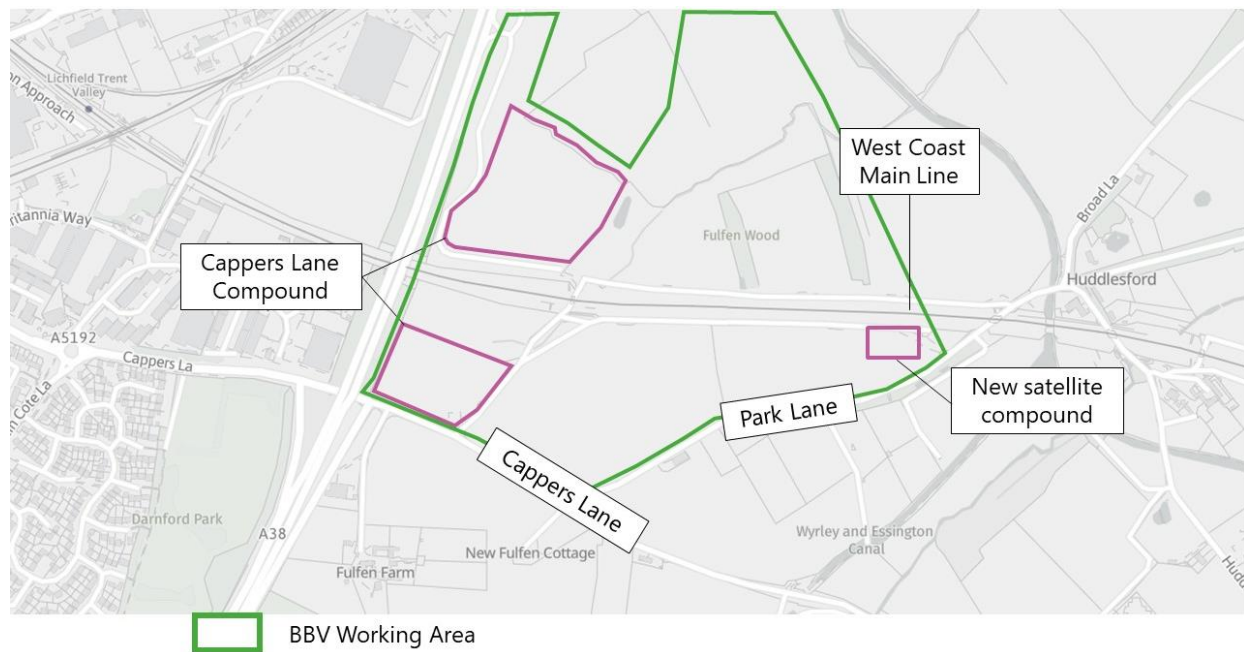 Lichfield Trent
Valley
on Approach
ritannia Way
West Coast
Main Line
Broad La
Fulfen Wood
Huddlesford
Cappers Lane
Compound
A5192
Cappers La
n Cote La
New satellite
compound
Park Lane
Cappers Lane
Darnford Park
A38
Wyrley and Essington
Canal
New Fulfen Cottage
Fulfen Farm
Hudd
BBV Working Area